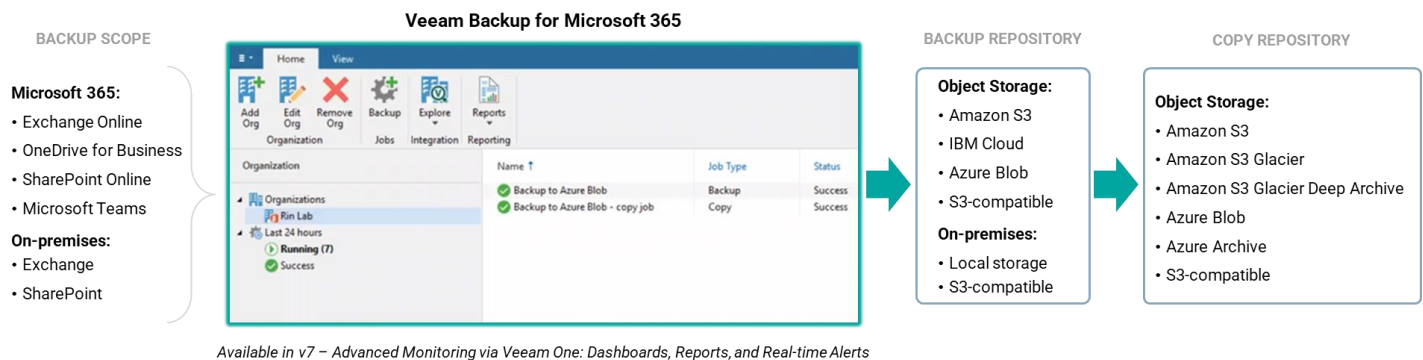 Veeam Backup for Microsoft 365
BACKUP SCOPE
Microsoft 365:
• Exchange Online
• OneDrive for Business
• SharePoint Online
• Microsoft Teams
On-premises:
• Exchange
• SharePoint
Home View
Add Org
Edit Org
Remove Org
Backup
Explore
Reports
Organization Jobs Integration Reporting
Organization
Organizations
Rin Lab
Last 24 hours
Running (7)
Success
Name Job Type Status
Backup to Azure Blob Backup Success
Backup to Azure Blob - copy job Copy Success
BACKUP REPOSITORY
Object Storage:
• Amazon S3
• IBM Cloud
• Azure Blob
• S3-compatible
On-premises:
• Local storage
• S3-compatible
COPY REPOSITORY
Object Storage:
• Amazon S3
• Amazon S3 Glacier
• Amazon S3 Glacier Deep Archive
• Azure Blob
• Azure Archive
• S3-compatible
Available in v7 – Advanced Monitoring via Veeam One: Dashboards, Reports, and Real-time Alerts